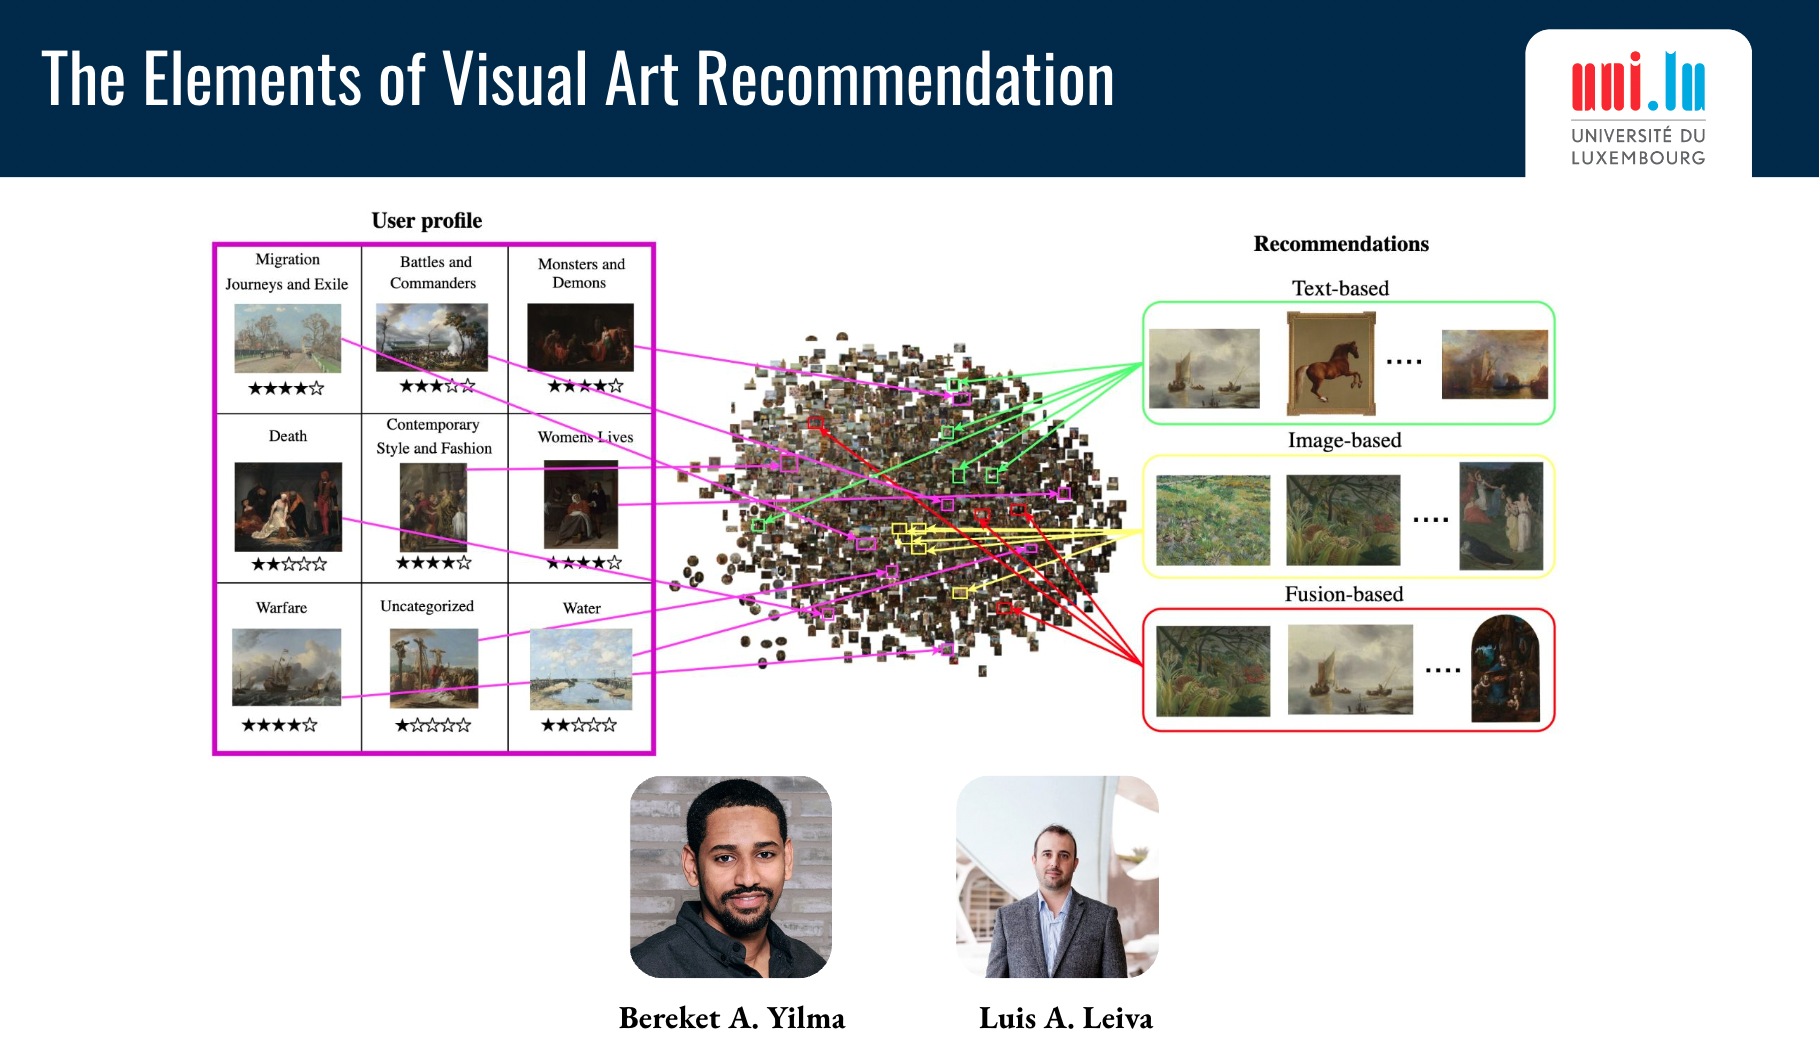 The Elements of Visual Art Recommendation
uni.lu
UNIVERSITÉ DU
LUXEMBOURG
User profile
Migration
Journeys and Exile
★★★★☆
Battles and
Commanders
★★★☆☆
Monsters and
Demons
★★★★☆
Death
★★☆☆☆
Contemporary
Style and Fashion
★★★★☆
Womens Lives
★★★★☆
Warfare
★★★★☆
Uncategorized
★☆☆☆☆
Water
★★☆☆☆
Recommendations
Text-based
....
Image-based
....
Fusion-based
....
Bereket A. Yilma
Luis A. Leiva